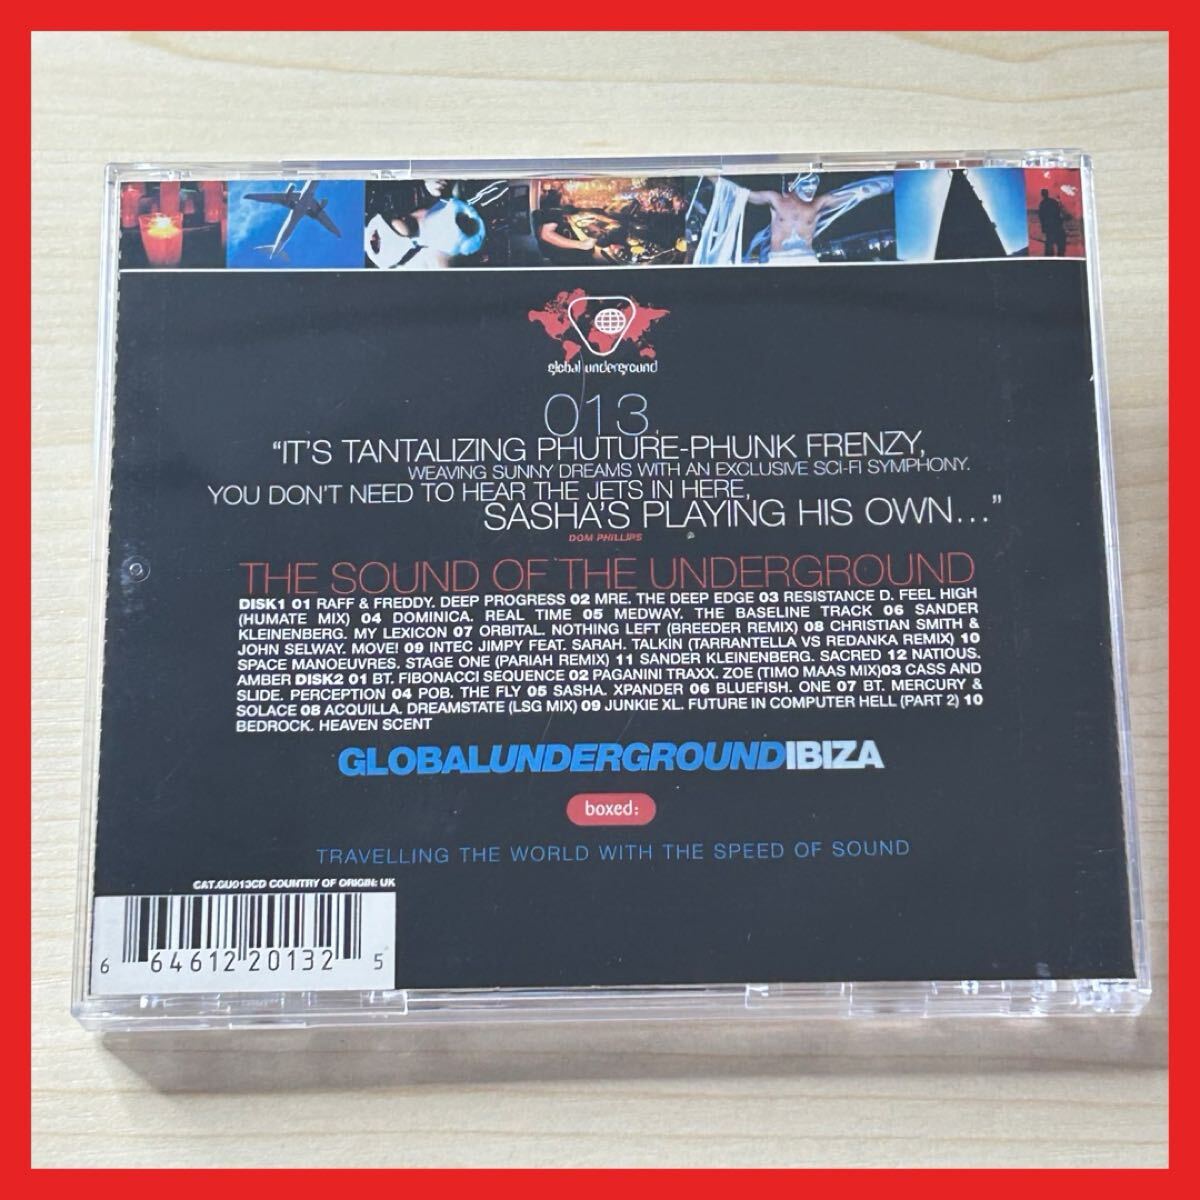 global underground
013.
"IT'S TANTALIZING PHUTURE-PHUNK FRENZY,
WEAVING SUNNY DREAMS WITH AN EXCLUSIVE SCI-FI SYMPHONY.
YOU DON'T NEED TO HEAR THE JETS IN HERE,
SASHA'S PLAYING HIS OWN..."
DOM PHILLIPS
THE SOUND OF THE UNDERGROUND
DISK1 01 RAFF & FREDDY. DEEP PROGRESS 02 MRE. THE DEEP EDGE 03 RESISTANCE D. FEEL HIGH
(HUMATE MIX) 04 DOMINICA. REAL TIME 05 MEDWAY. THE BASELINE TRACK 06 SANDER
KLEINENBERG. MY LEXICON 07 ORBITAL. NOTHING LEFT (BREEDER REMIX) 08 CHRISTIAN SMITH &
JOHN SELWAY. MOVE! 09 INTEC JIMPY FEAT. SARAH. TALKIN (TARRANTELLA VS REDANKA REMIX) 10
SPACE MANOEUVRES. STAGE ONE (PARIAH REMIX) 11 SANDER KLEINENBERG. SACRED 12 NATIOUS.
AMBER DISK2 01 BT. FIBONACCI SEQUENCE 02 PAGANINI TRAXX. ZOE (TIMO MAAS MIX)03 CASS AND
SLIDE. PERCEPTION 04 POB. THE FLY 05 SASHA. XPANDER 06 BLUEFISH. ONE 07 BT. MERCURY &
SOLACE 08 ACQUILLA. DREAMSTATE (LSG MIX) 09 JUNKIE XL. FUTURE IN COMPUTER HELL (PART 2) 10
BEDROCK. HEAVEN SCENT
GLOBALUNDERGROUNDIBIZA
boxed:
TRAVELLING THE WORLD WITH THE SPEED OF SOUND
CAT.GU013CD COUNTRY OF ORIGIN: UK
6 64612 20132 5